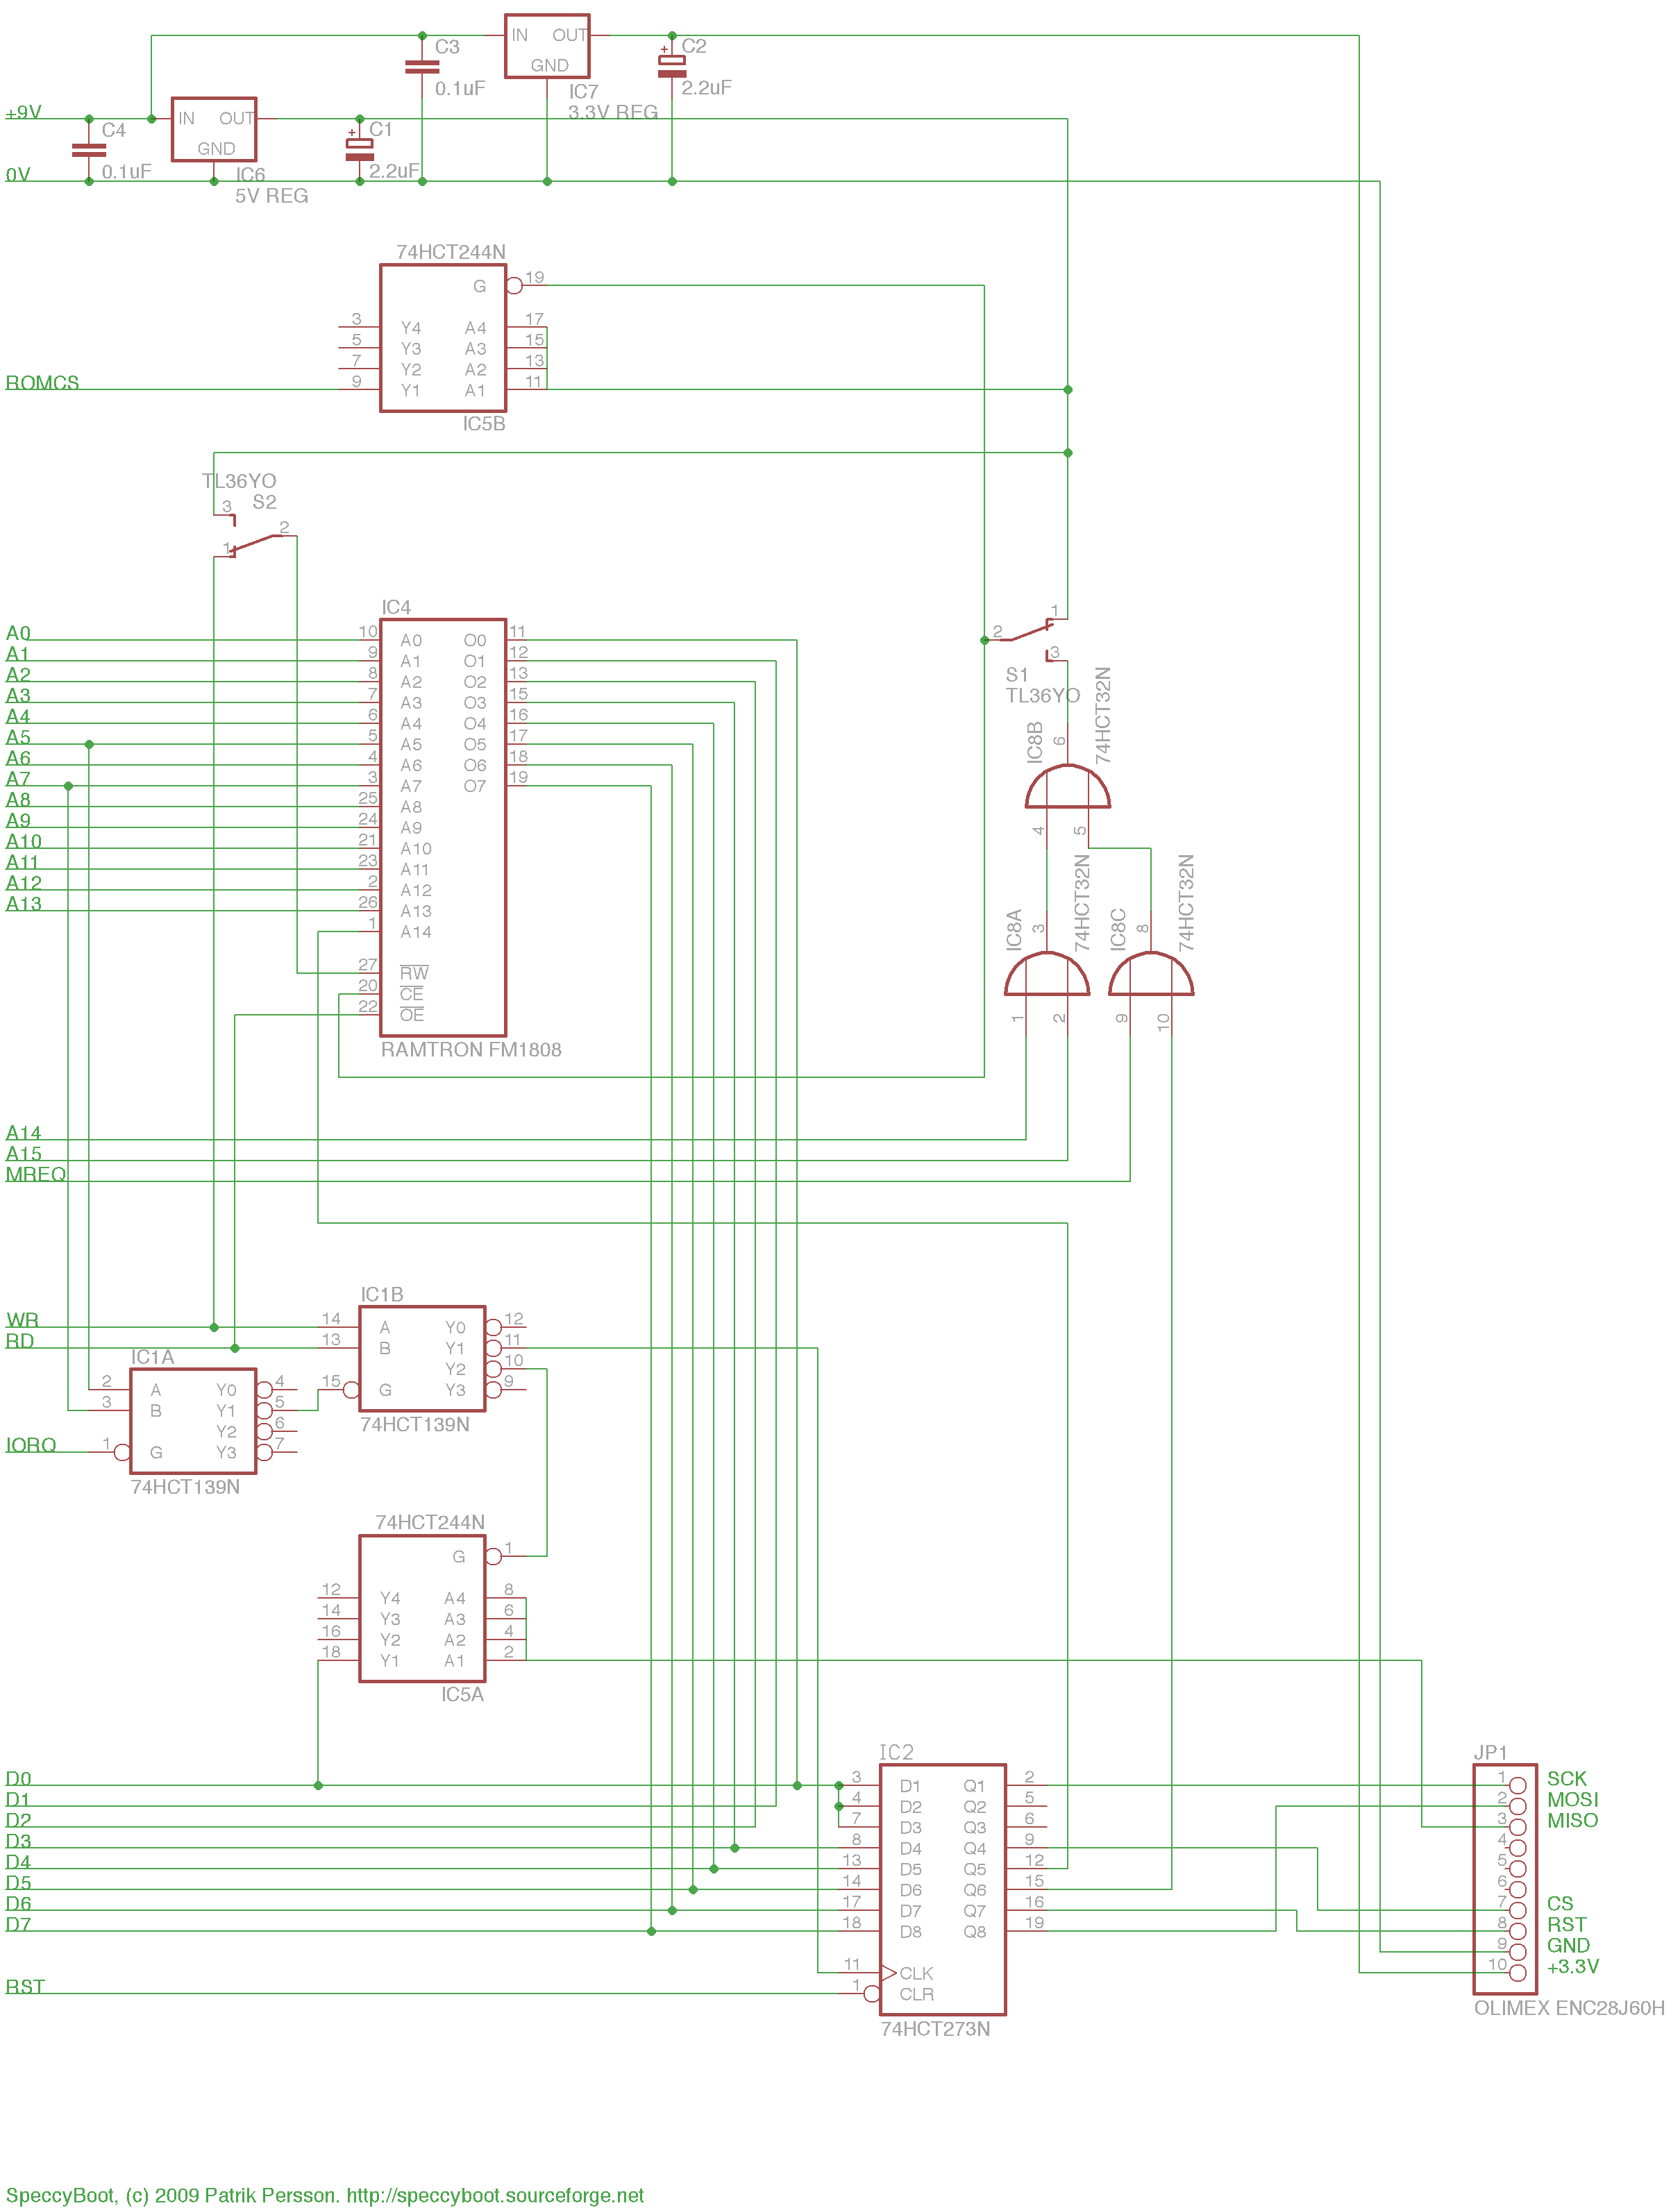 IN OUT
GND
C3
0.1uF
+
C2
2.2uF
IC7
3.3V REG
+9V
C4
0.1uF
IN OUT
GND
IC6
5V REG
+
C1
2.2uF
0V
74HCT244N
G 19
3 Y4 A4 17
5 Y3 A3 15
7 Y2 A2 13
ROMCS 9 Y1 A1 11
IC5B
TL36YO
S2
3
2
1
IC4
A0 10 A0 O0 11
A1 9 A1 O1 12
A2 8 A2 O2 13
A3 7 A3 O3 15
A4 6 A4 O4 16
A5 5 A5 O5 17
A6 4 A6 O6 18
A7 3 A7 O7 19
A8 25 A8
A9 24 A9
A10 21 A10
A11 23 A11
A12 2 A12
A13 26 A13
1 A14
27 RW
20 CE
22 OE
RAMTRON FM1808
1
2
3
S1
TL36YO
IC8B
6
74HCT32N
4
5
IC8A
3
74HCT32N
1
2
IC8C
8
74HCT32N
9
10
A14
A15
MREQ
IC1B
WR 14 A Y0 12
RD 13 B Y1 11
Y2 10
15 G Y3 9
74HCT139N
IC1A
2 A Y0 4
3 B Y1 5
Y2 6
IORQ 1 G Y3 7
74HCT139N
74HCT244N
G 1
12 Y4 A4 8
14 Y3 A3 6
16 Y2 A2 4
18 Y1 A1 2
IC5A
IC2
D0 3 D1 Q1 2
D1 4 D2 Q2 5
D2 7 D3 Q3 6
D3 8 D4 Q4 9
D4 13 D5 Q5 12
D5 14 D6 Q6 15
D6 17 D7 Q7 16
D7 18 D8 Q8 19
11 CLK
RST 1 CLR
74HCT273N
JP1
1 SCK
2 MOSI
3 MISO
4
5
6
7 CS
8 RST
9 GND
10 +3.3V
OLIMEX ENC28J60H
SpeccyBoot, (c) 2009 Patrik Persson. http://speccyboot.sourceforge.net